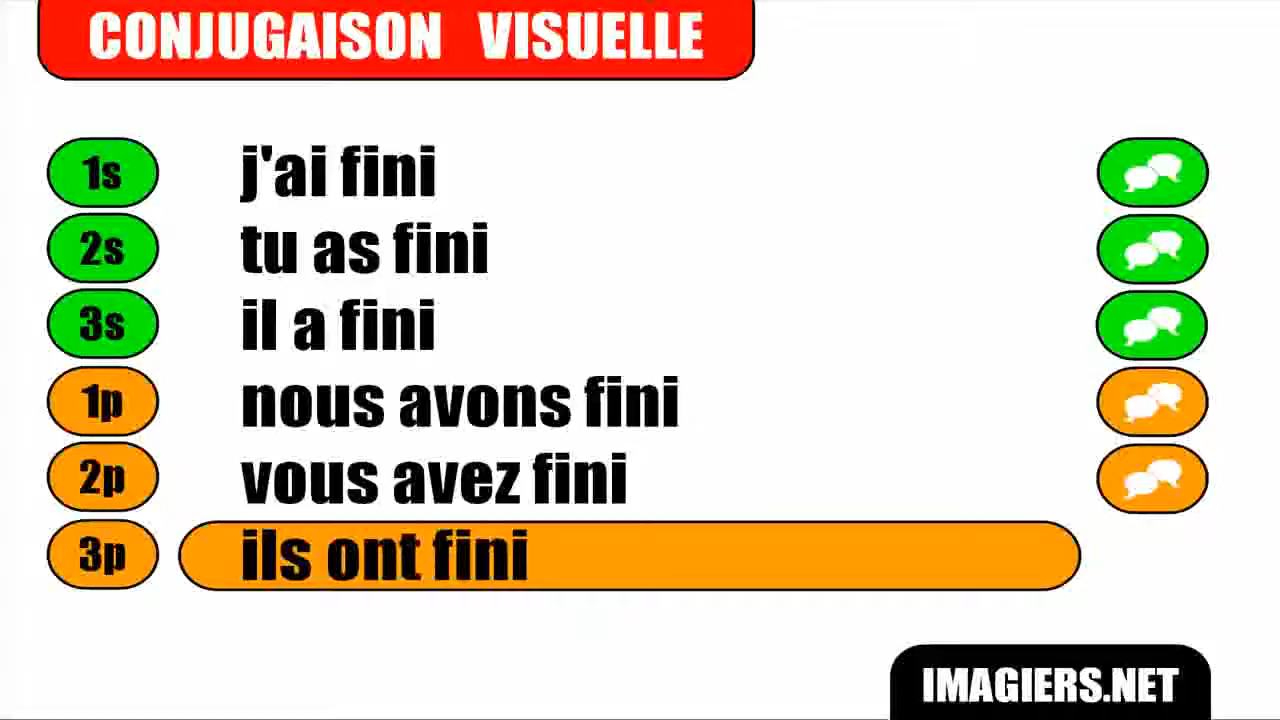 CONJUGAISON VISUELLE
1s j'ai fini
2s tu as fini
3s il a fini
1p nous avons fini
2p vous avez fini
3p ils ont fini
IMAGIERS.NET